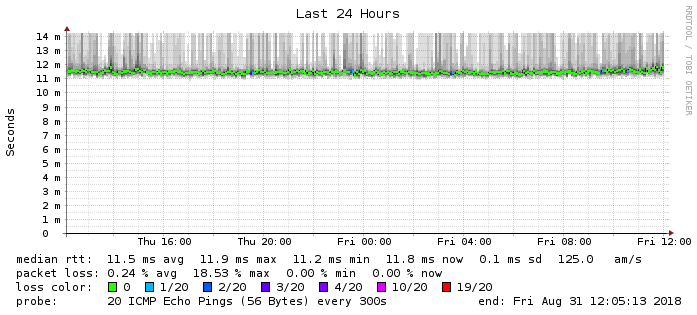 Last 24 Hours
RRDTOOL / TOBI OETIKER
Seconds
14 m
13 m
12 m
11 m
10 m
9 m
8 m
7 m
6 m
5 m
4 m
3 m
2 m
1 m
0
Thu 16:00 Thu 20:00 Fri 00:00 Fri 04:00 Fri 08:00 Fri 12:00
median rtt: 11.5 ms avg 11.9 ms max 11.2 ms min 11.8 ms now 0.1 ms sd 125.0 am/s
packet loss: 0.24 % avg 18.53 % max 0.00 % min 0.00 % now
loss color: 0 1/20 2/20 3/20 4/20 10/20 19/20
probe: 20 ICMP Echo Pings (56 Bytes) every 300s end: Fri Aug 31 12:05:13 2018